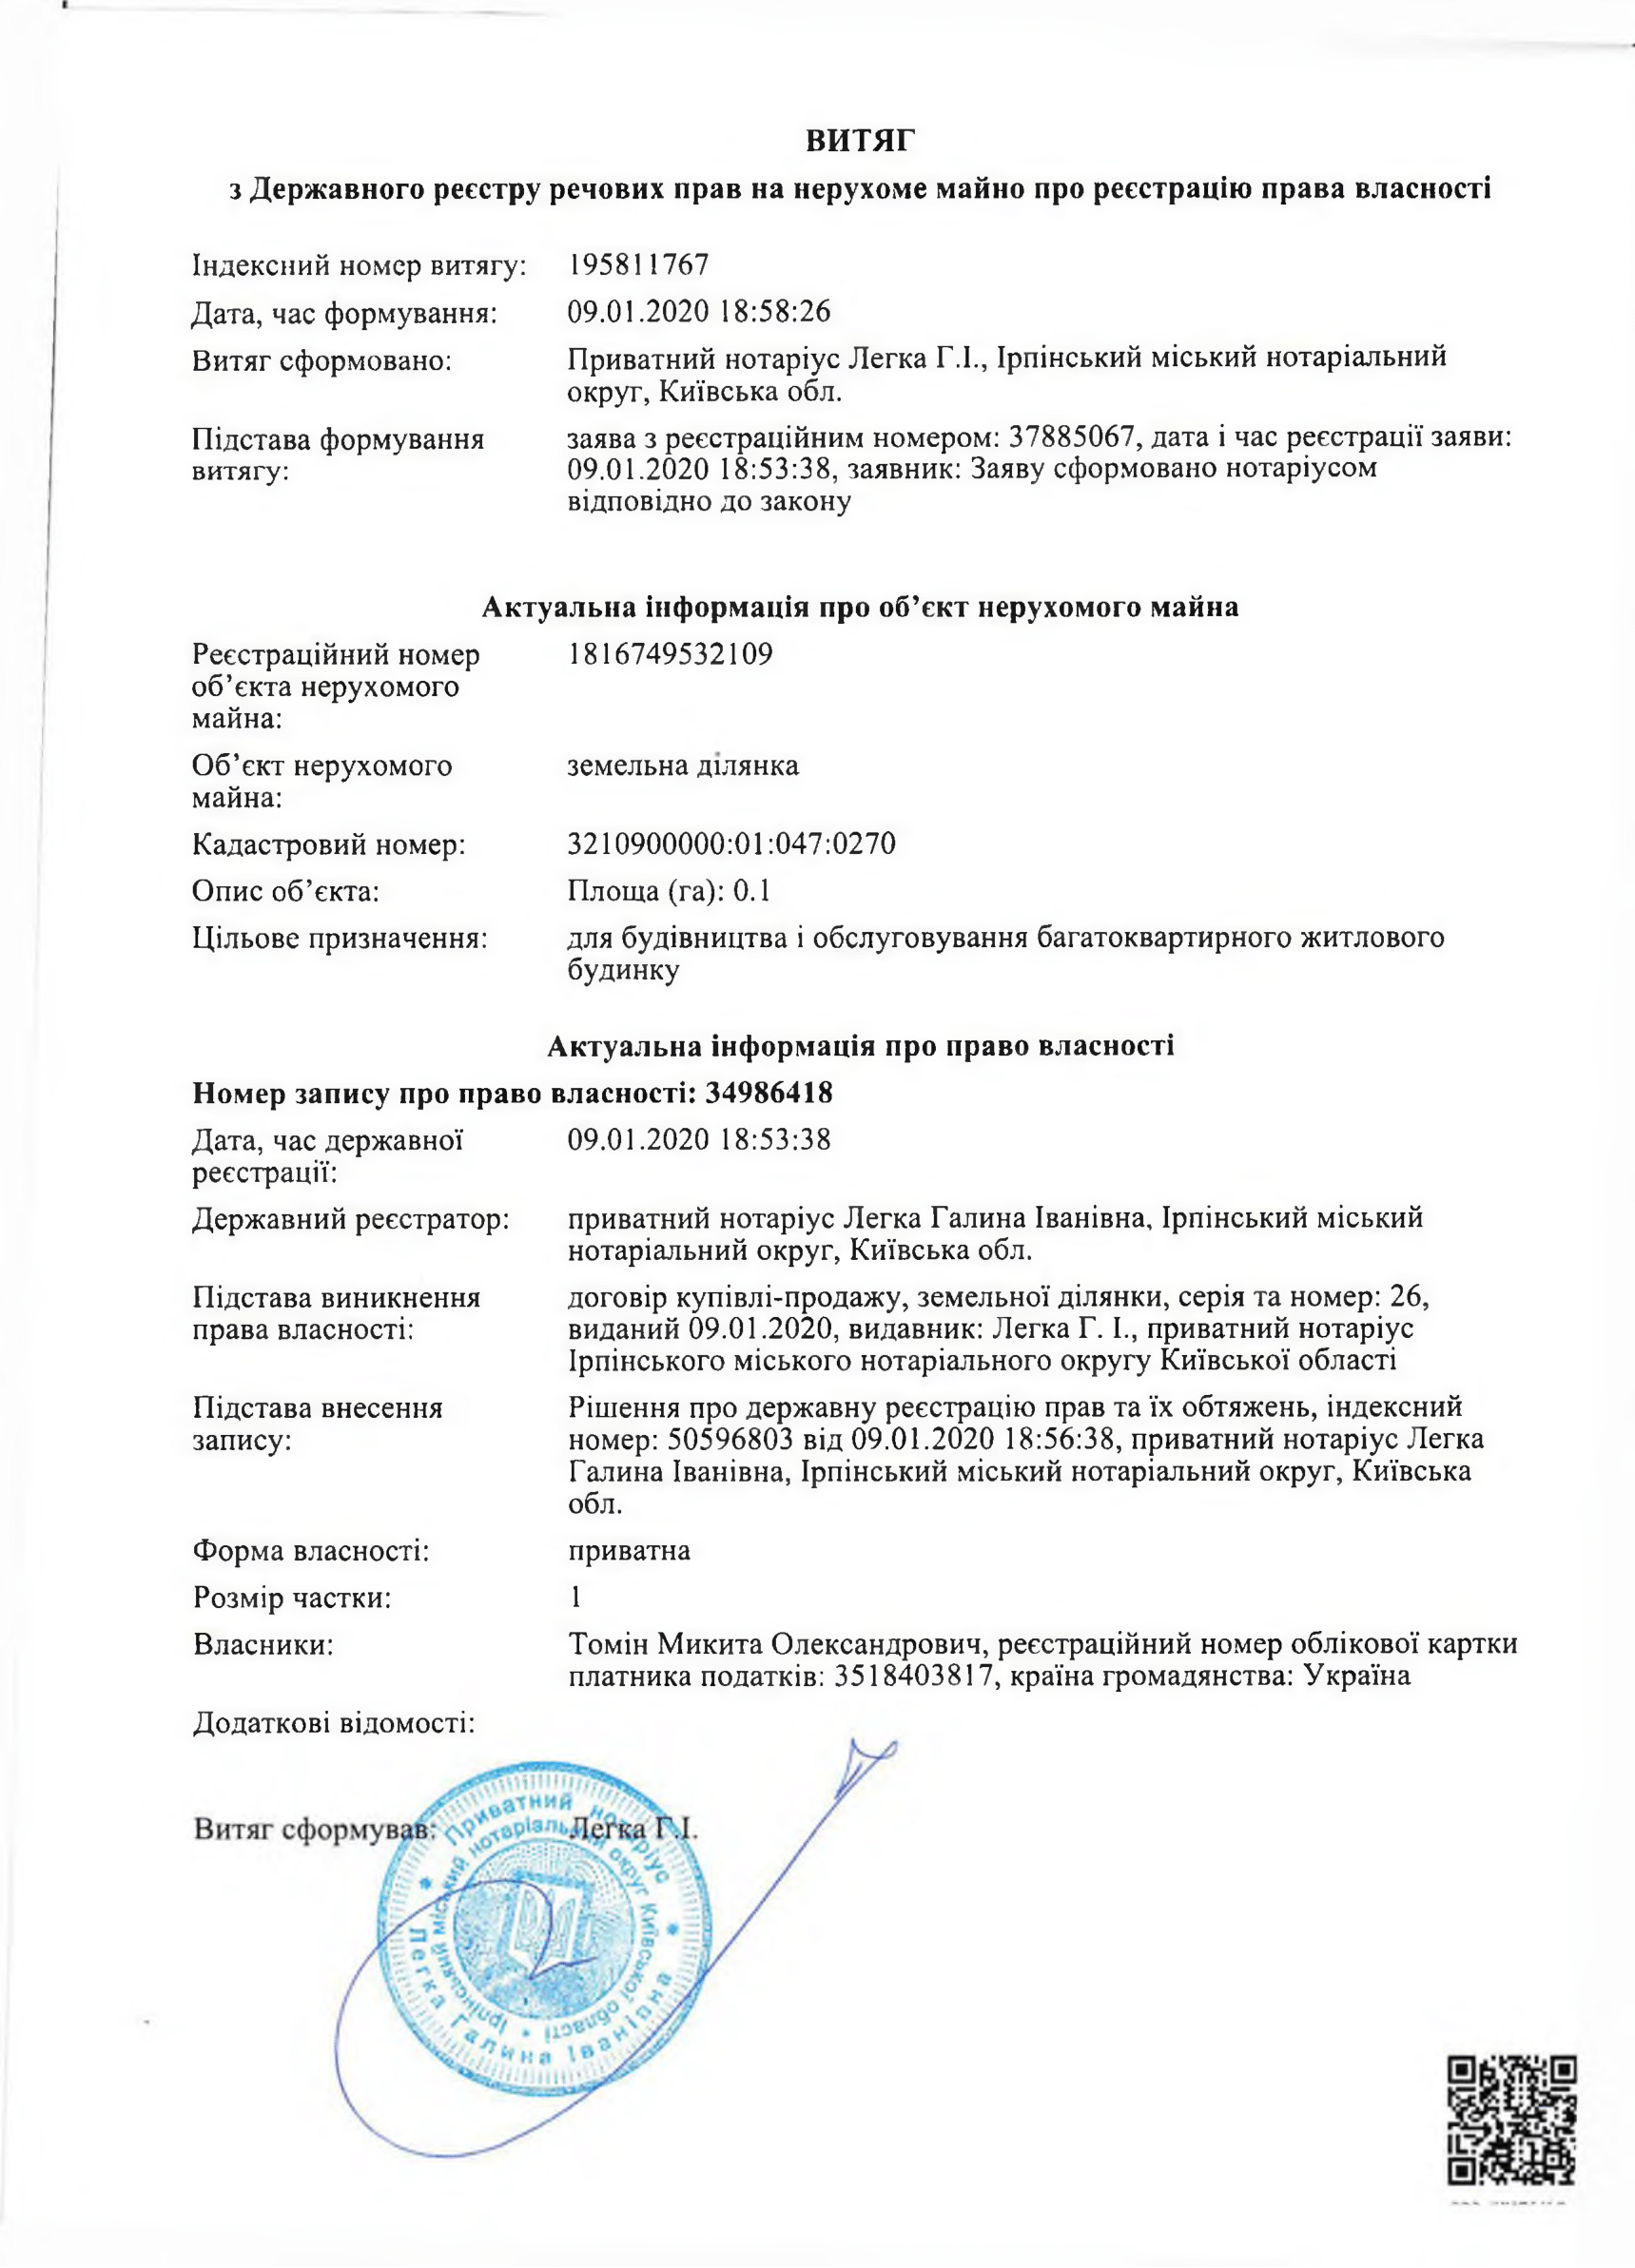 ВИТЯГ
з Державного реєстру речових прав на нерухоме майно про реєстрацію права власності
Індексний номер витягу: 195811767
Дата, час формування: 09.01.2020 18:58:26
Витяг сформовано: Приватний нотаріус Легка Г.І., Ірпінський міський нотаріальний
округ, Київська обл.
Підстава формування заява з реєстраційним номером: 37885067, дата і час реєстрації заяви:
витягу: 09.01.2020 18:53:38, заявник: Заяву сформовано нотаріусом
відповідно до закону
Актуальна інформація про об’єкт нерухомого майна
Реєстраційний номер 1816749532109
об’єкта нерухомого
майна:
Об’єкт нерухомого земельна ділянка
майна:
Кадастровий номер: 3210900000:01:047:0270
Опис об’єкта: Площа (га): 0.1
Цільове призначення: для будівництва і обслуговування багатоквартирного житлового
будинку
Актуальна інформація про право власності
Номер запису про право власності: 34986418
Дата, час державної 09.01.2020 18:53:38
реєстрації:
Державний реєстратор: приватний нотаріус Легка Галина Іванівна, Ірпінський міський
нотаріальний округ, Київська обл.
Підстава виникнення договір купівлі-продажу, земельної ділянки, серія та номер: 26,
права власності: виданий 09.01.2020, видавник: Легка Г. І., приватний нотаріус
Ірпінського міського нотаріального округу Київської області
Підстава внесення Рішення про державну реєстрацію прав та їх обтяжень, індексний
запису: номер: 50596803 від 09.01.2020 18:56:38, приватний нотаріус Легка
Галина Іванівна, Ірпінський міський нотаріальний округ, Київська
обл.
Форма власності: приватна
Розмір частки: 1
Власники: Томін Микита Олександрович, реєстраційний номер облікової картки
платника податків: 3518403817, країна громадянства: Україна
Додаткові відомості:
Витяг сформував: Легка Г.І.
Приватний нотаріус
Легка Галина Іванівна
Ірпінський міський нотаріальний округ Київської області